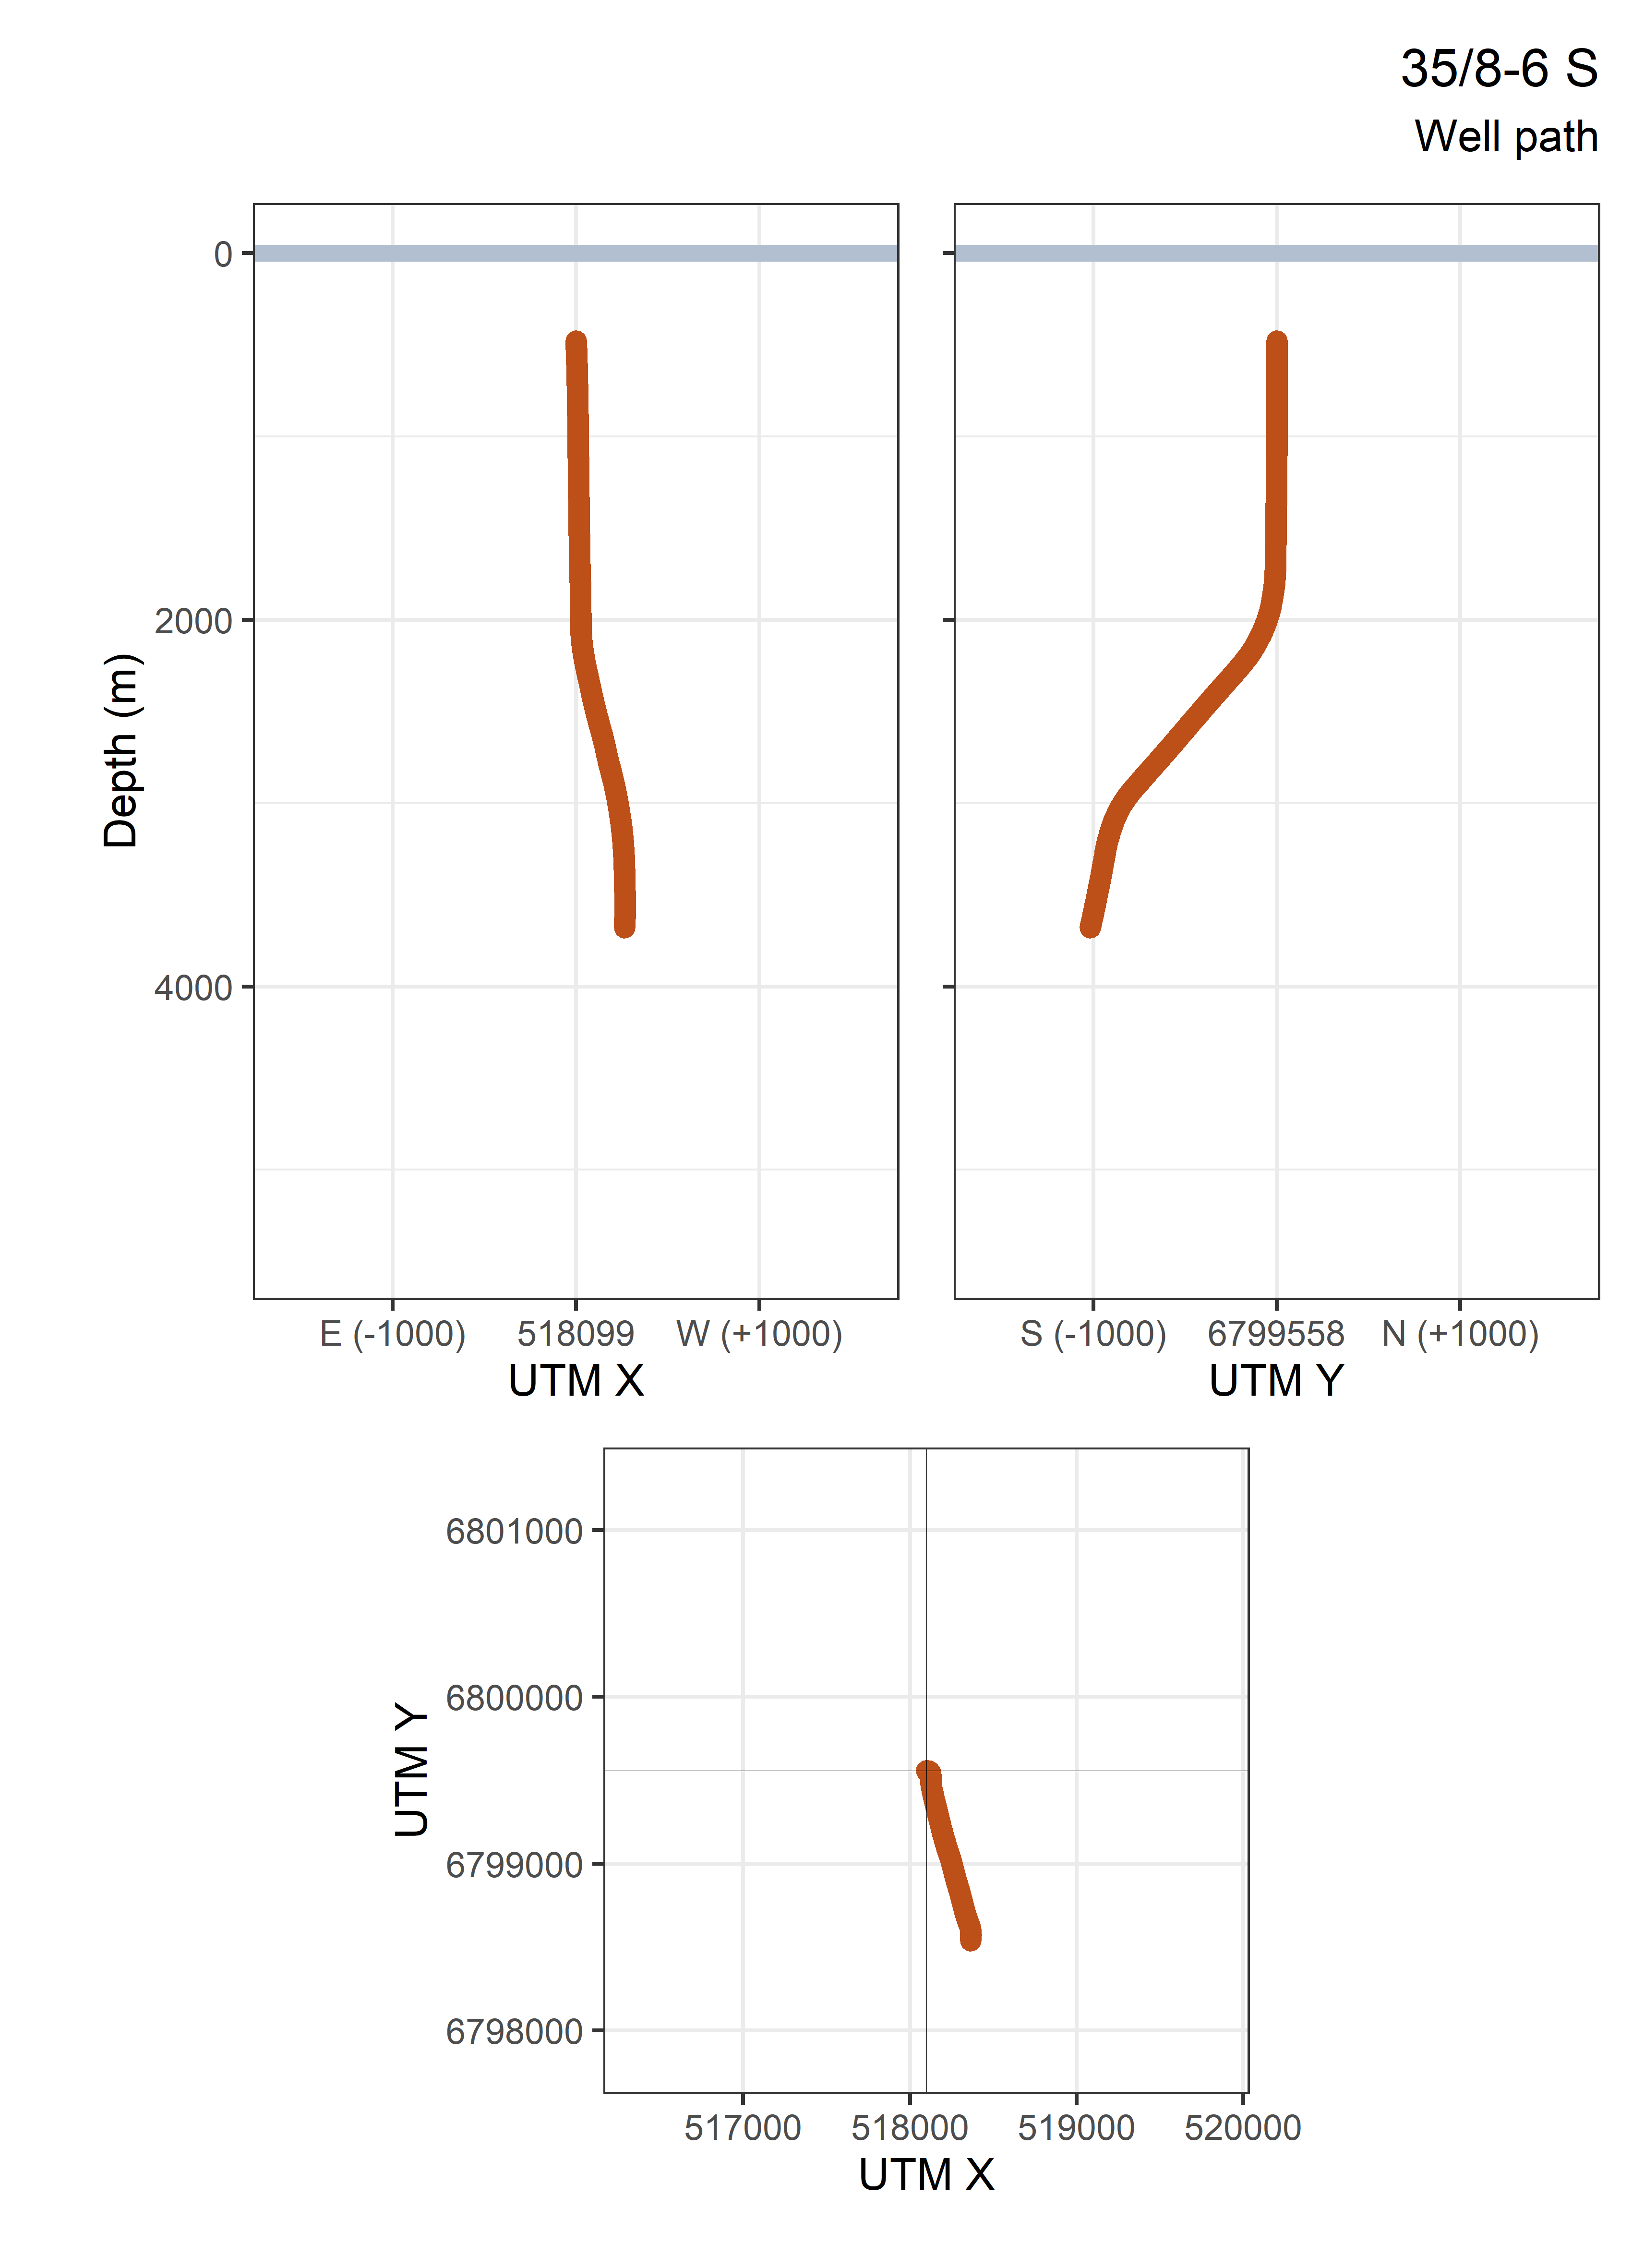 35/8-6 S
Well path
0
2000
4000
Depth (m)
E (-1000) 518099 W (+1000)
UTM X
S (-1000) 6799558 N (+1000)
UTM Y
6801000
6800000
6799000
6798000
UTM Y
517000 518000 519000 520000
UTM X